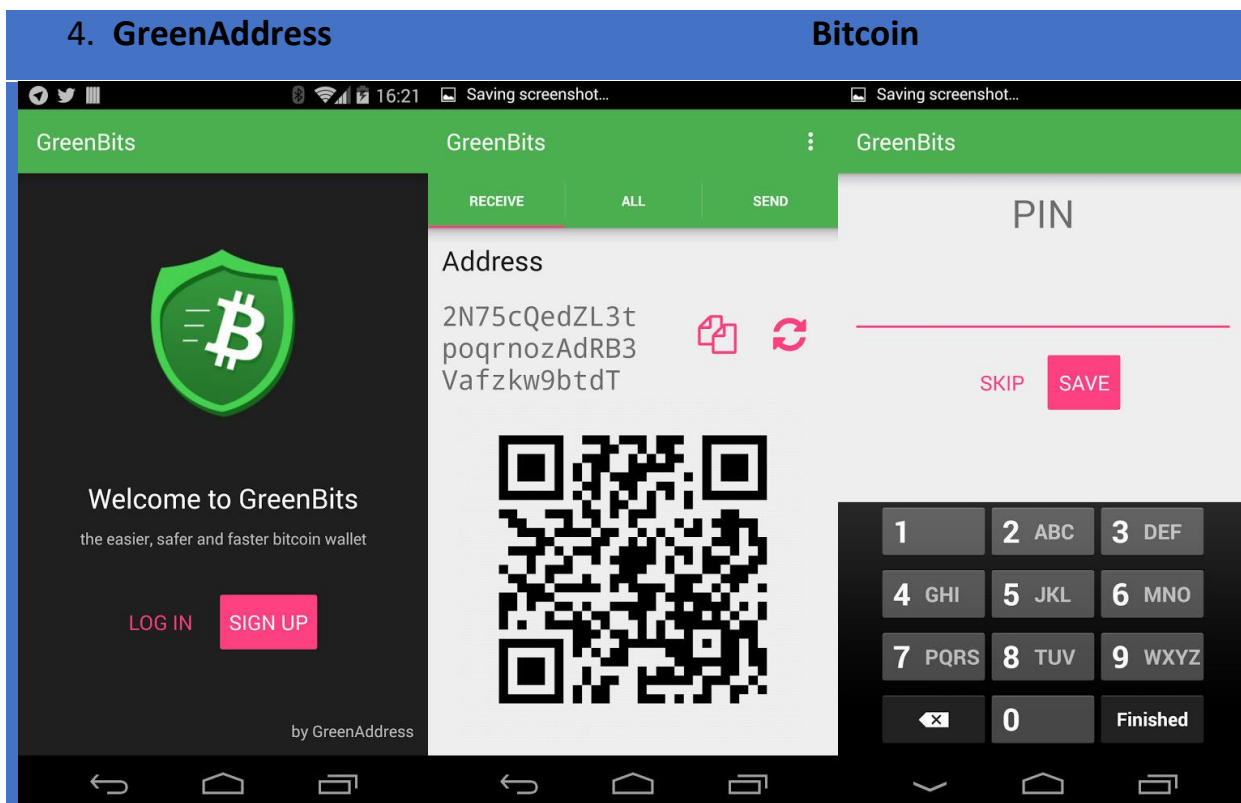 4. GreenAddress Bitcoin
16:21
GreenBits
Welcome to GreenBits
the easier, safer and faster bitcoin wallet
LOG IN SIGN UP
by GreenAddress
Saving screenshot...
GreenBits
RECEIVE ALL SEND
Address
2N75cQedZL3t
poqrnozAdRB3
Vafzkw9btdT
Saving screenshot...
GreenBits
PIN
SKIP SAVE
1 2 ABC 3 DEF
4 GHI 5 JKL 6 MNO
7 PQRS 8 TUV 9 WXYZ
0 Finished